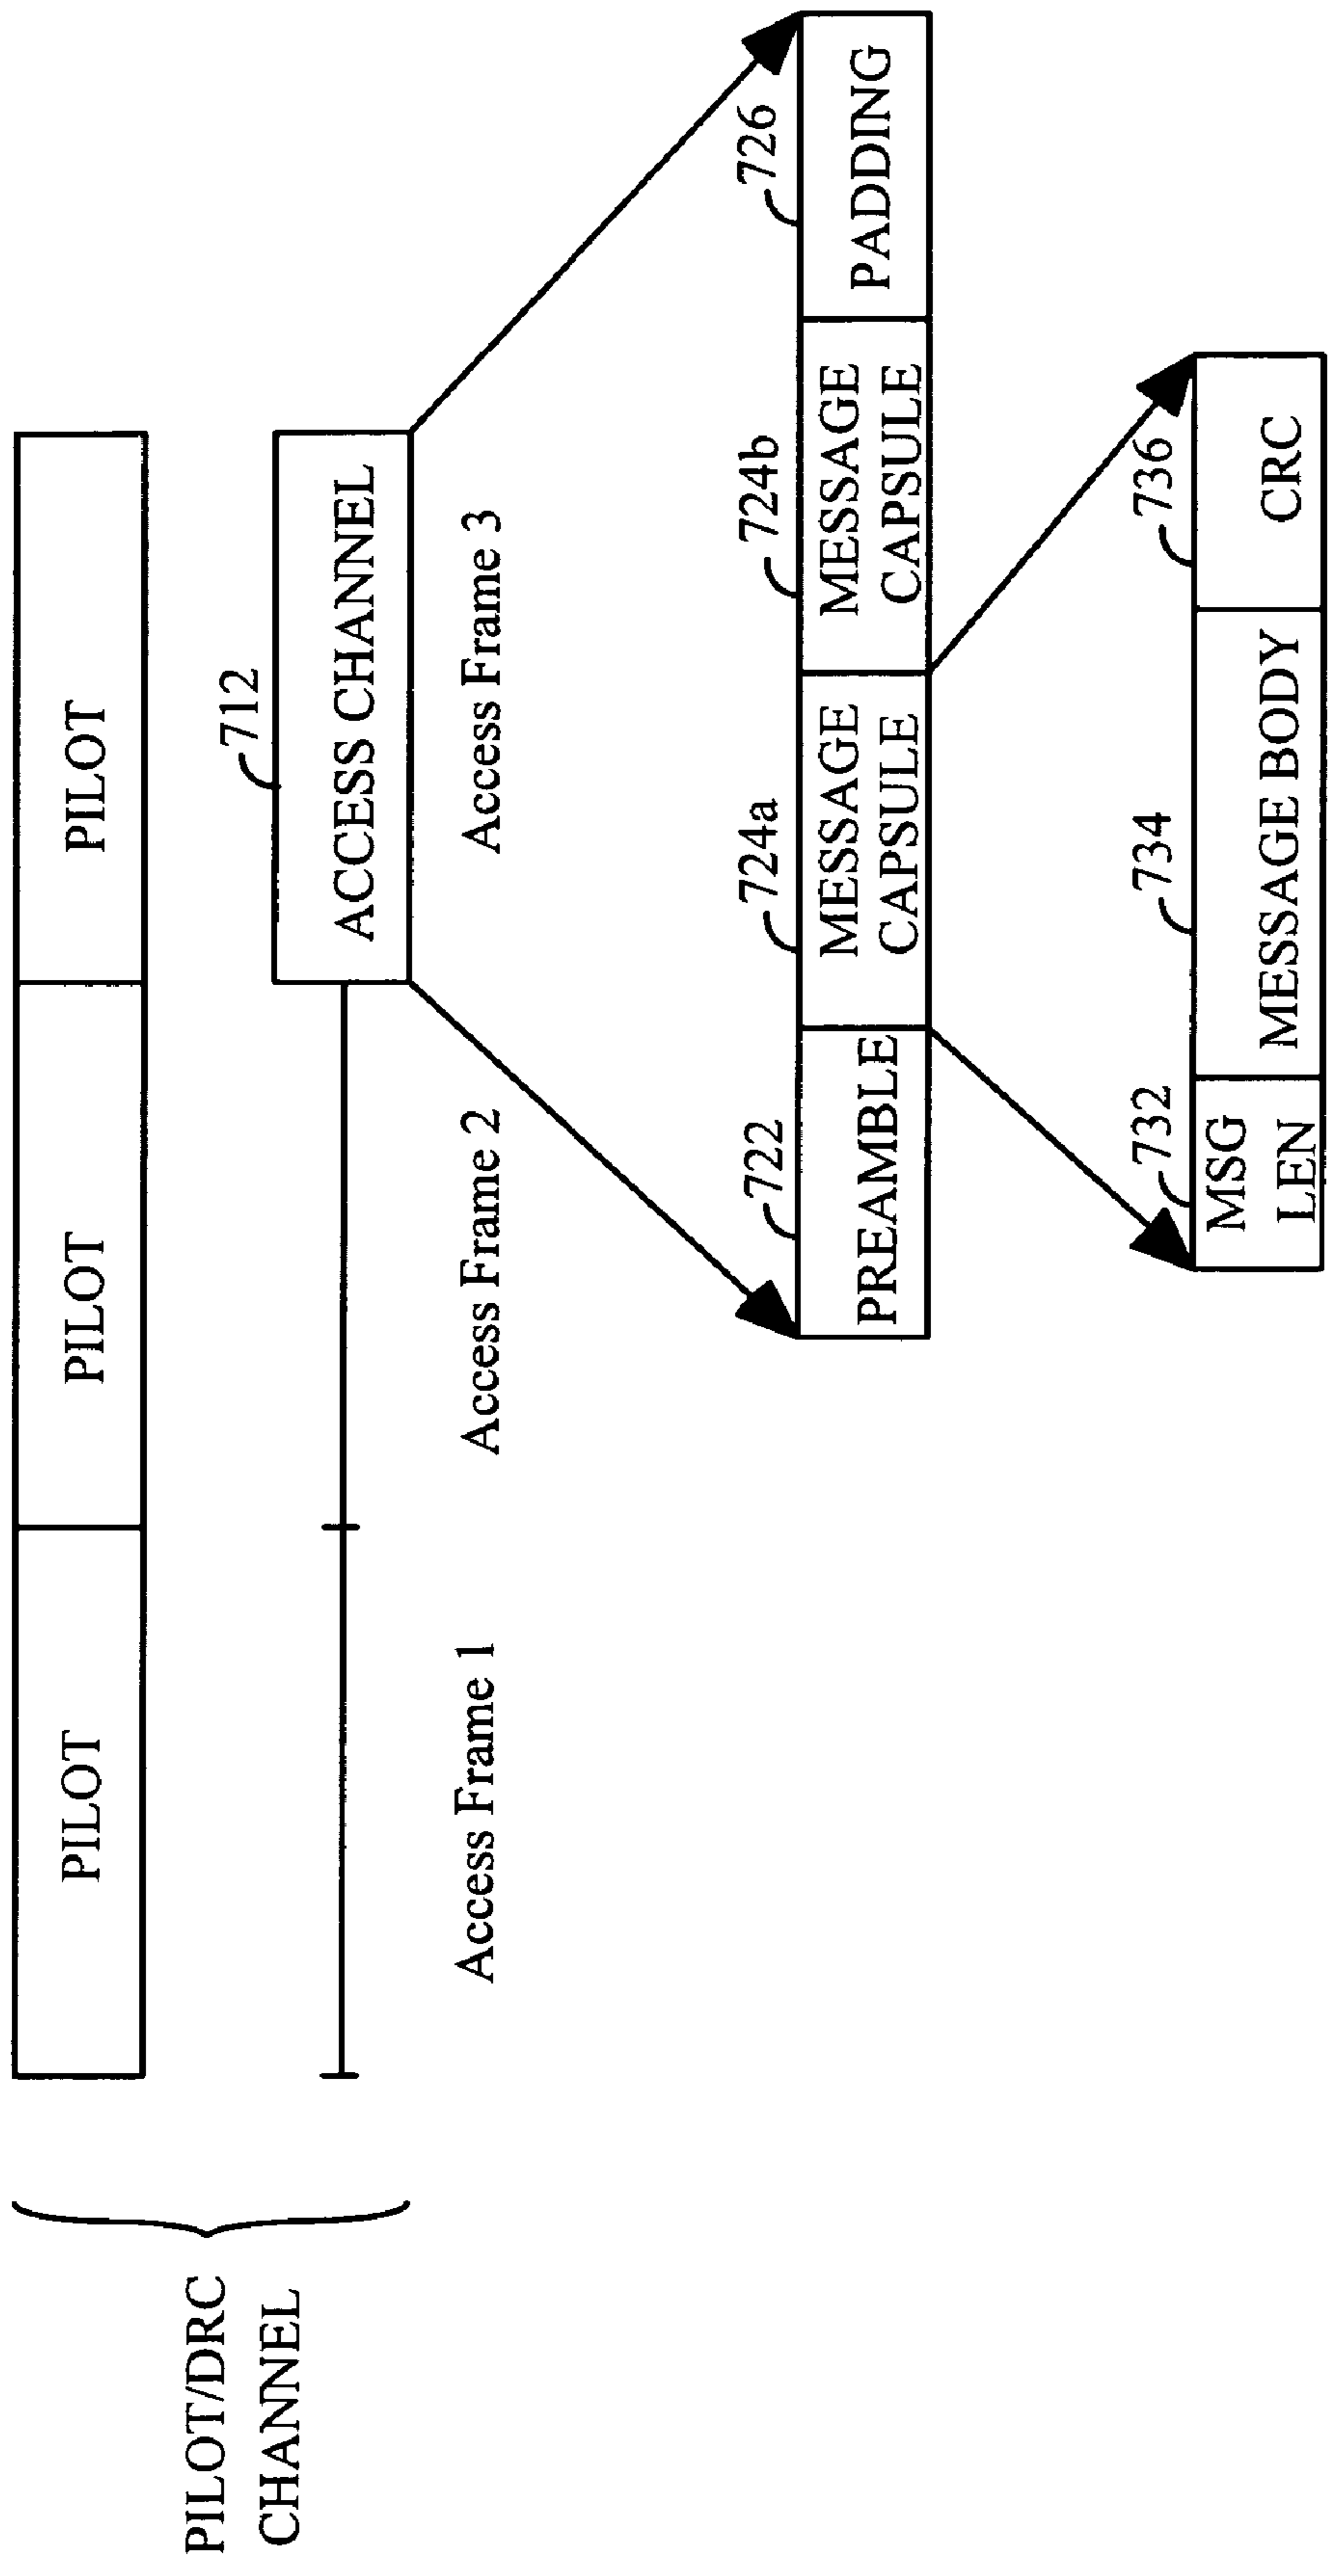 PILOT/DRC
CHANNEL
PILOT
PILOT
PILOT
712
ACCESS CHANNEL
Access Frame 1
Access Frame 2
Access Frame 3
722
724a
724b
726
PREAMBLE
MESSAGE
CAPSULE
MESSAGE
CAPSULE
PADDING
732
734
736
MSG
LEN
MESSAGE BODY
CRC